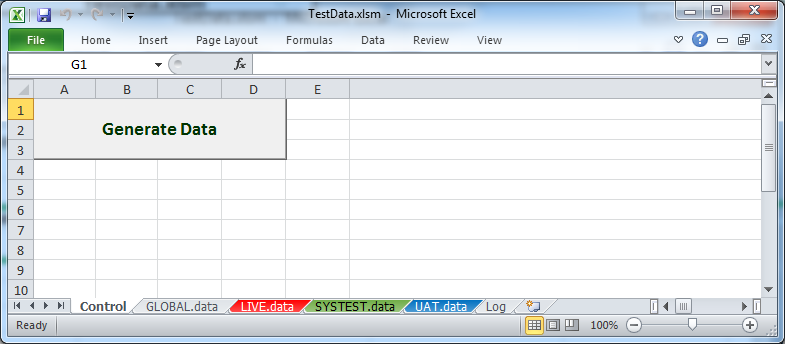 TestData.xlsm - Microsoft Excel
File Home Insert Page Layout Formulas Data Review View
G1 fx
A B C D E
1
2 Generate Data
3
4
5
6
7
8
9
10
Control GLOBAL.data LIVE.data SYSTEST.data UAT.data Log
Ready 100%